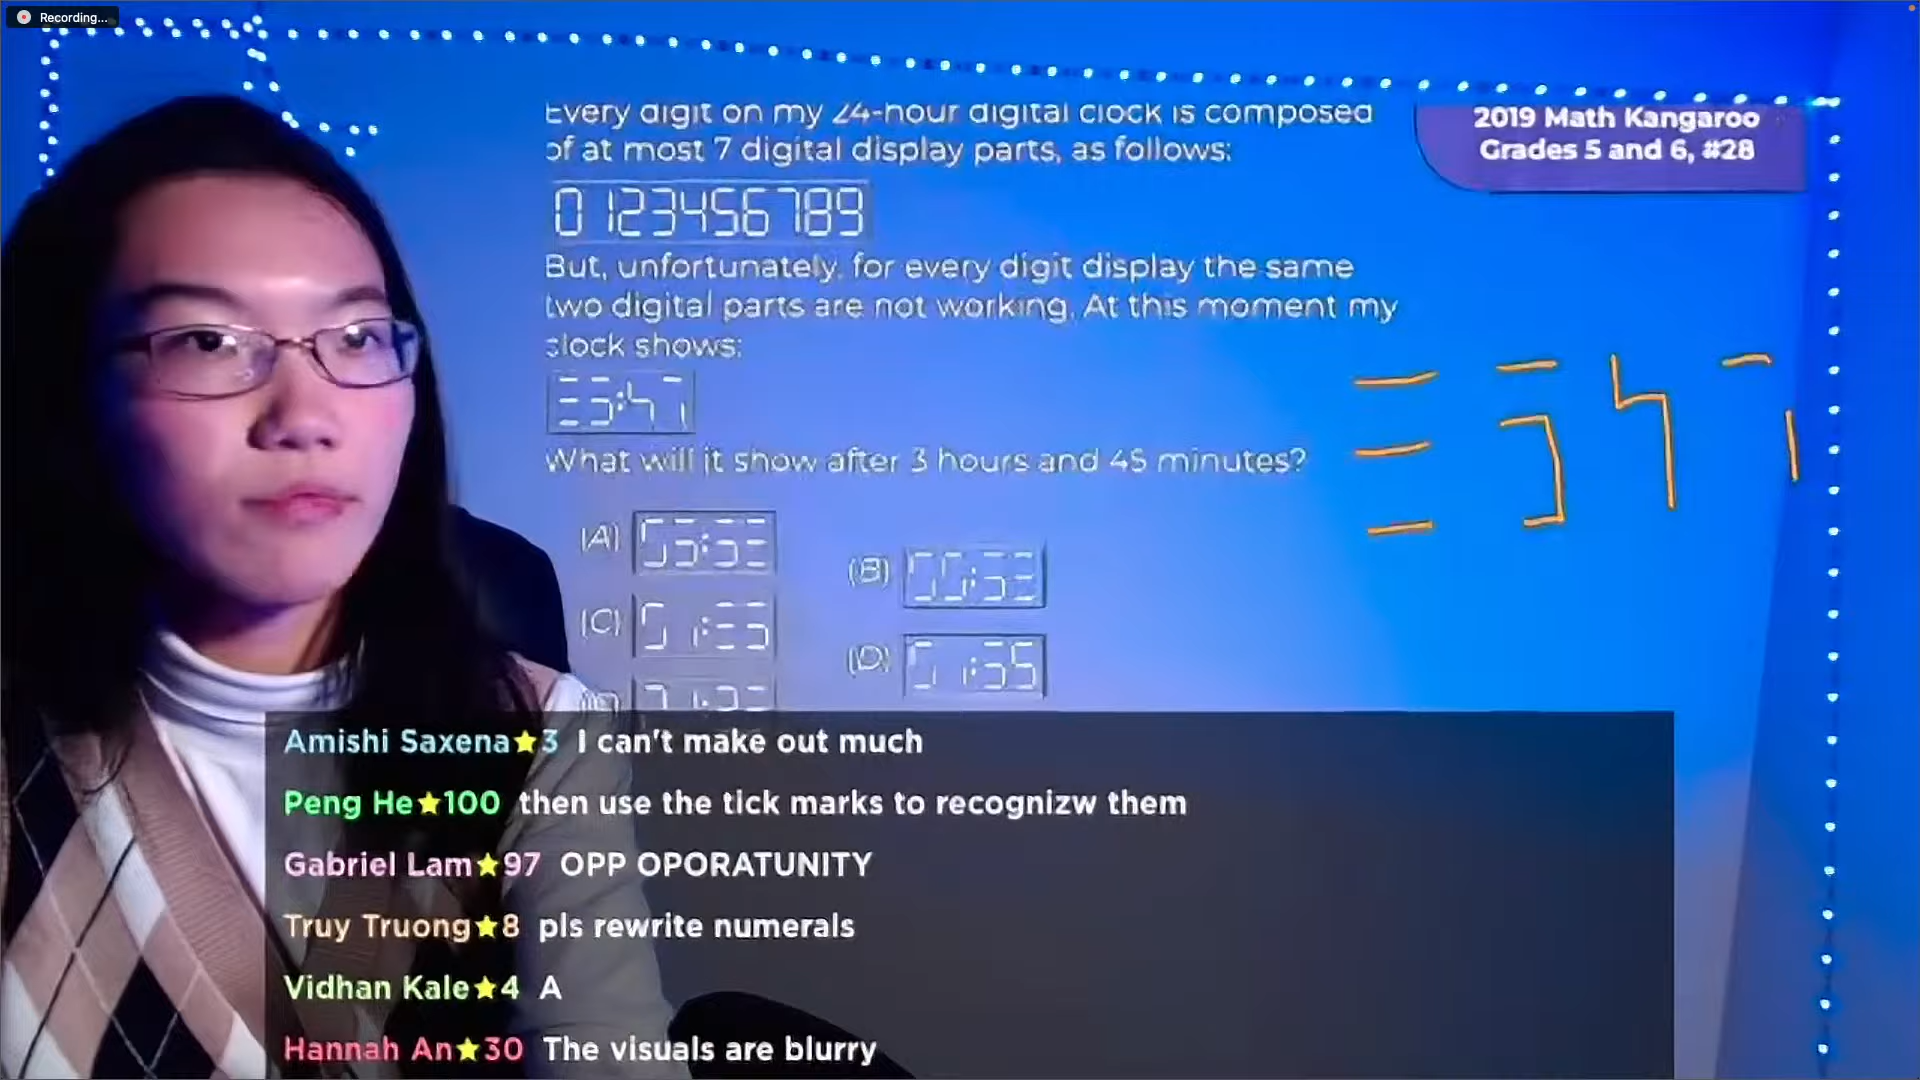 Recording...
Every digit on my 24-hour digital clock is composed
of at most 7 digital display parts, as follows:
0123456789
But, unfortunately, for every digit display the same
two digital parts are not working. At this moment my
clock shows:
What will it show after 3 hours and 45 minutes?
(A)
(B)
(C)
(D)
2019 Math Kangaroo
Grades 5 and 6, #28
Amishi Saxena★3 I can't make out much
Peng He★100 then use the tick marks to recognizw them
Gabriel Lam★97 OPP OPORATUNITY
Truy Truong★8 pls rewrite numerals
Vidhan Kale★4 A
Hannah An★30 The visuals are blurry